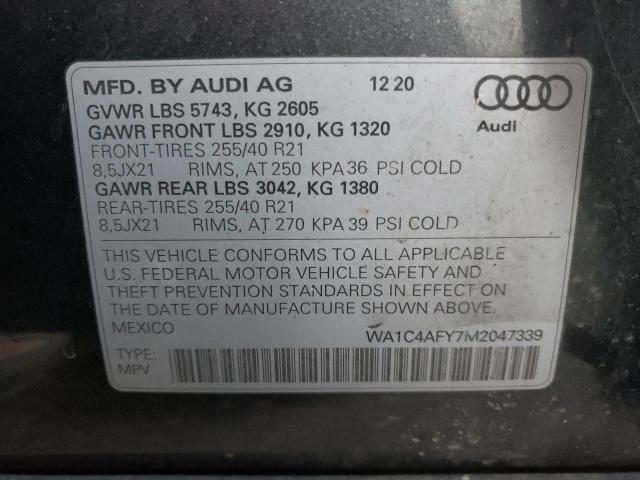 MFD. BY AUDI AG 12 20
GVWR LBS 5743, KG 2605
GAWR FRONT LBS 2910, KG 1320
Audi
FRONT-TIRES 255/40 R21
8,5JX21 RIMS, AT 250 KPA 36 PSI COLD
GAWR REAR LBS 3042, KG 1380
REAR-TIRES 255/40 R21
8,5JX21 RIMS, AT 270 KPA 39 PSI COLD
THIS VEHICLE CONFORMS TO ALL APPLICABLE
U.S. FEDERAL MOTOR VEHICLE SAFETY AND
THEFT PREVENTION STANDARDS IN EFFECT ON
THE DATE OF MANUFACTURE SHOWN ABOVE.
MEXICO WA1C4AFY7M2047339
TYPE:
MPV